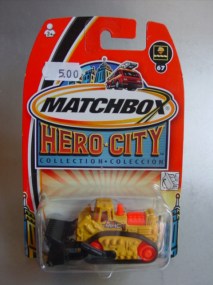 5.00
67
MATCHBOX
HERO-CITY
COLLECTION • COLECCIÓN